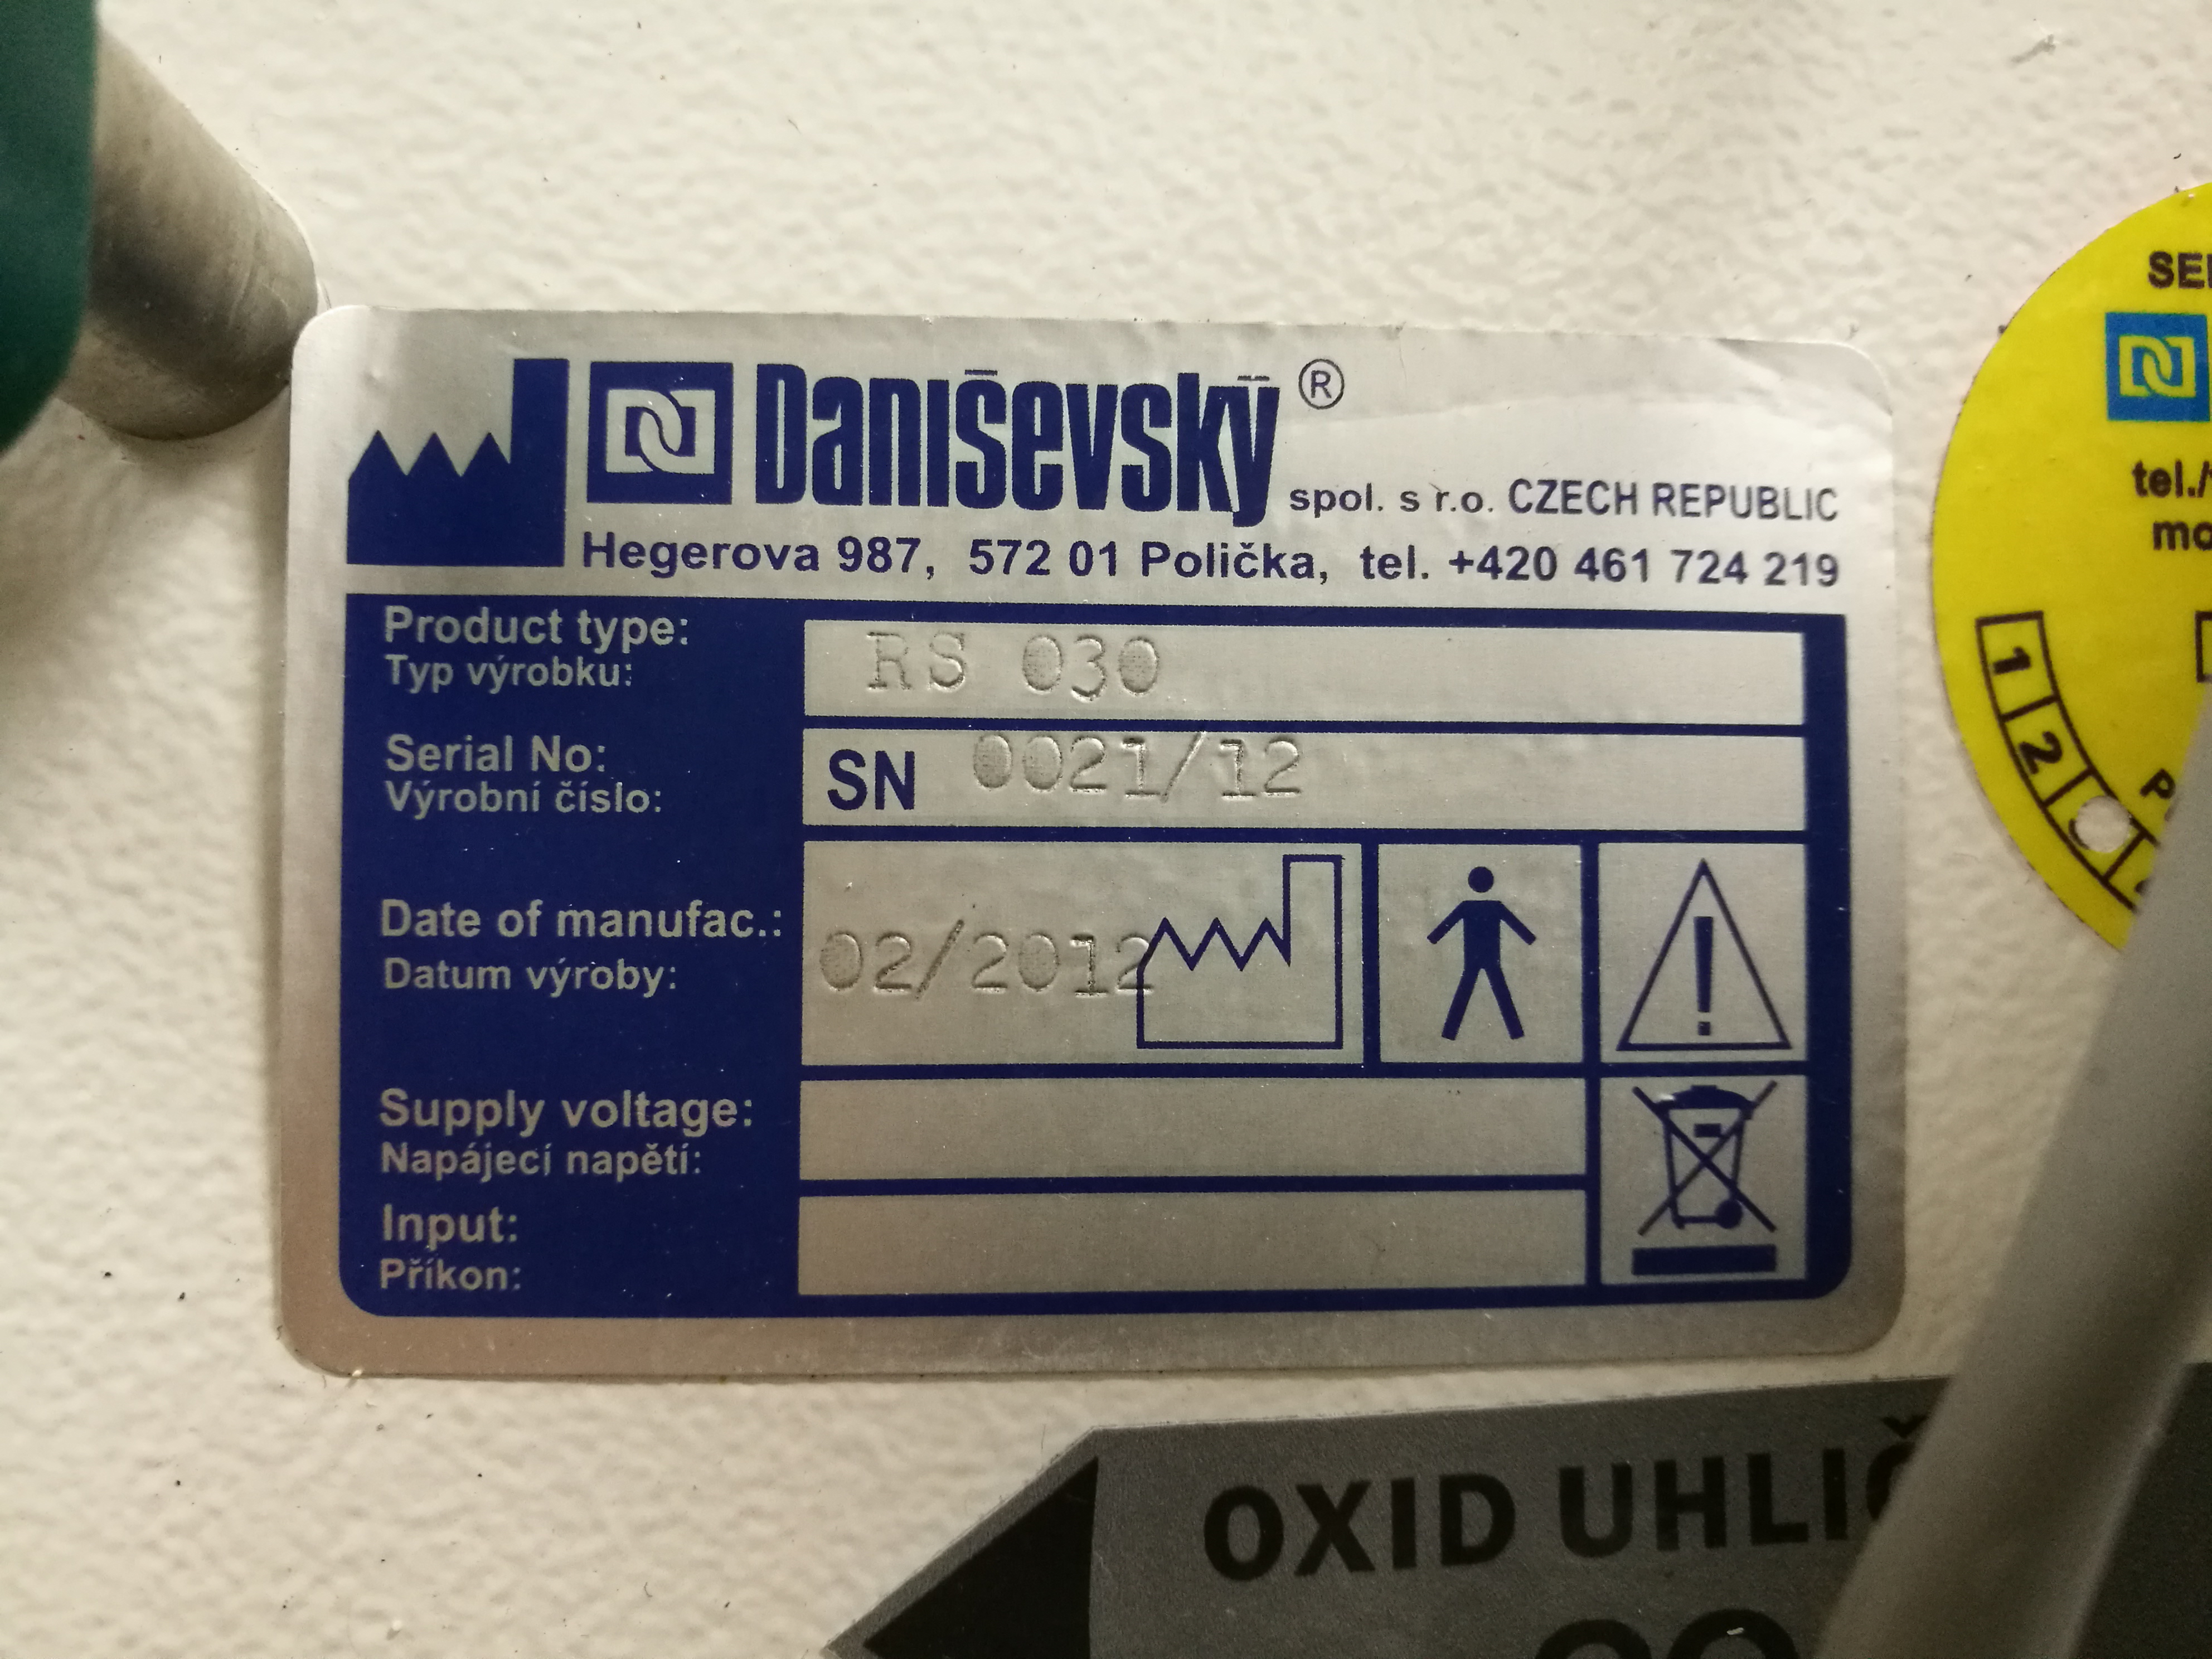 Daniševský ®
spol. s r.o. CZECH REPUBLIC
Hegerova 987, 572 01 Polička, tel. +420 461 724 219
Product type:
Typ výrobku:
RS 030
Serial No:
Výrobní číslo:
SN 0021/12
Date of manufac.:
Datum výroby:
02/2012
Supply voltage:
Napájecí napětí:
Input:
Příkon:
tel./
1
2
OXID